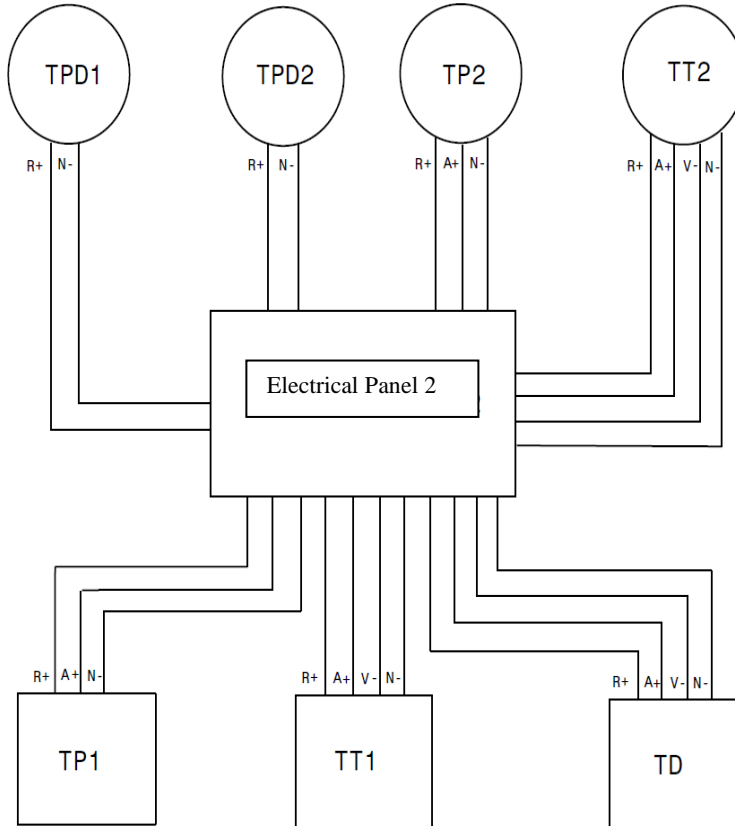 TPD1 TPD2 TP2 TT2
R+ N- R+ N- R+ A+ N- R+ A+ V- N-
Electrical Panel 2
R+ A+ N- R+ A+ V- N- R+ A+ V- N-
TP1 TT1 TD